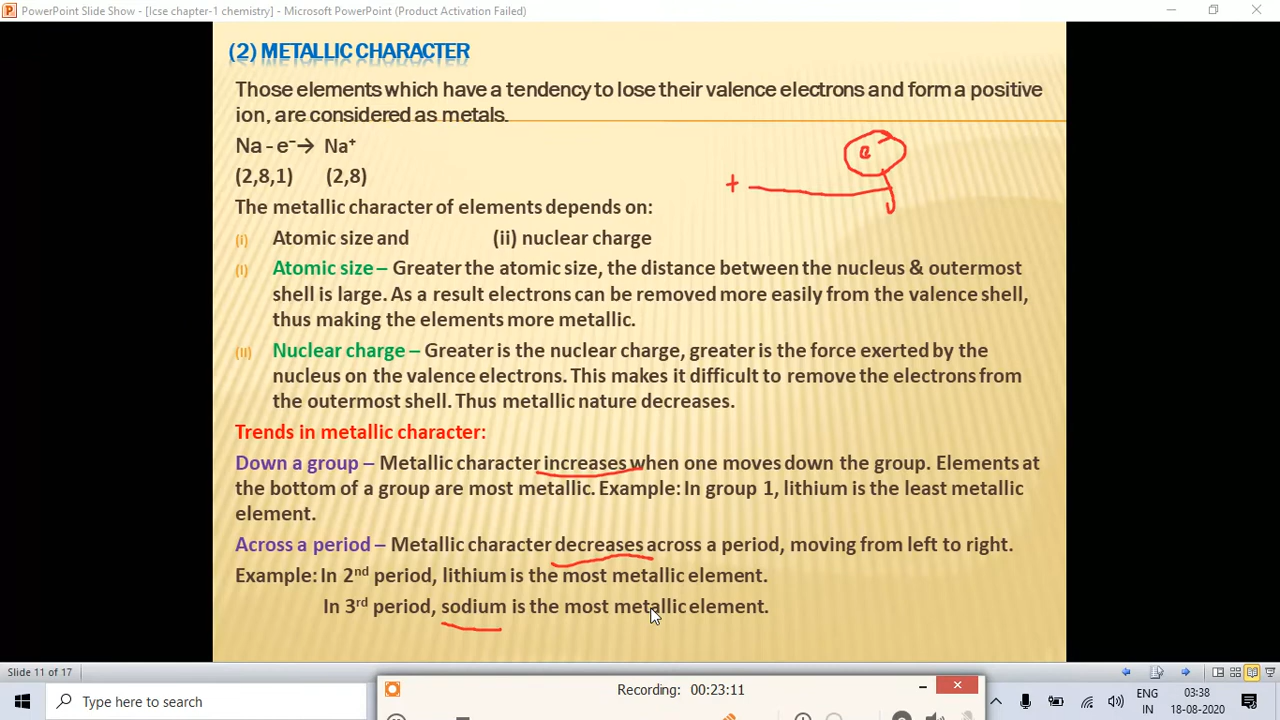 PowerPoint Slide Show - [Icse chapter-1 chemistry] - Microsoft PowerPoint (Product Activation Failed)
(2) METALLIC CHARACTER
Those elements which have a tendency to lose their valence electrons and form a positive
ion, are considered as metals.
Na - e⁻→ Na⁺
(2,8,1) (2,8)
+
The metallic character of elements depends on:
(i) Atomic size and (ii) nuclear charge
(I) Atomic size – Greater the atomic size, the distance between the nucleus & outermost
shell is large. As a result electrons can be removed more easily from the valence shell,
thus making the elements more metallic.
(II) Nuclear charge – Greater is the nuclear charge, greater is the force exerted by the
nucleus on the valence electrons. This makes it difficult to remove the electrons from
the outermost shell. Thus metallic nature decreases.
Trends in metallic character:
Down a group – Metallic character increases when one moves down the group. Elements at
the bottom of a group are most metallic. Example: In group 1, lithium is the least metallic
element.
Across a period – Metallic character decreases across a period, moving from left to right.
Example: In 2nd period, lithium is the most metallic element.
In 3rd period, sodium is the most metallic element.
Slide 11 of 17
Recording: 00:23:11
Type here to search
ENG
IN
03:38
18-08-2020